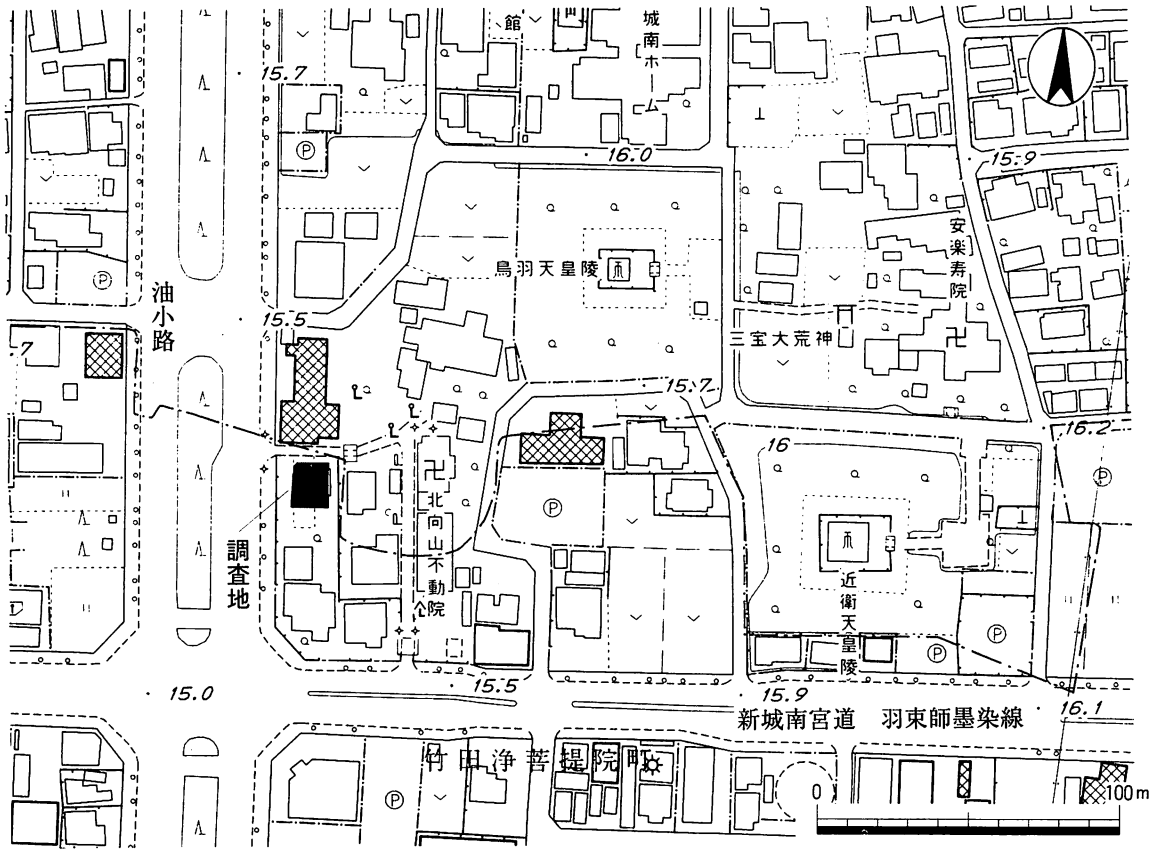 館
町
城南ホーム
15.7
Ⓟ
16.0
15.9
鳥羽天皇陵
安楽寿院
Ⓟ
油小路
15.5
三宝大荒神
.7
15.7
16.2
16
Ⓟ
北向山不動院
Ⓟ
調査地
近衛天皇陵
Ⓟ
Ⓟ
15.0
15.5
15.9
16.1
新城南宮道 羽束師墨染線
竹田浄菩提院町
Ⓟ
0
100m